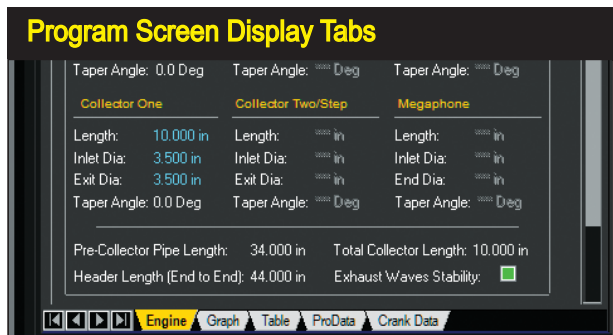 Program Screen Display Tabs
Taper Angle: 0.0 Deg Taper Angle: Deg Taper Angle: Deg
Collector One Collector Two/Step Megaphone
Length: 10.000 in Length: in Length: in
Inlet Dia: 3.500 in Inlet Dia: in Inlet Dia: in
Exit Dia: 3.500 in Exit Dia: in End Dia: in
Taper Angle: 0.0 Deg Taper Angle: Deg Taper Angle: Deg
Pre-Collector Pipe Length: 34.000 in Total Collector Length: 10.000 in
Header Length (End to End): 44.000 in Exhaust Waves Stability:
Engine Graph Table ProData Crank Data